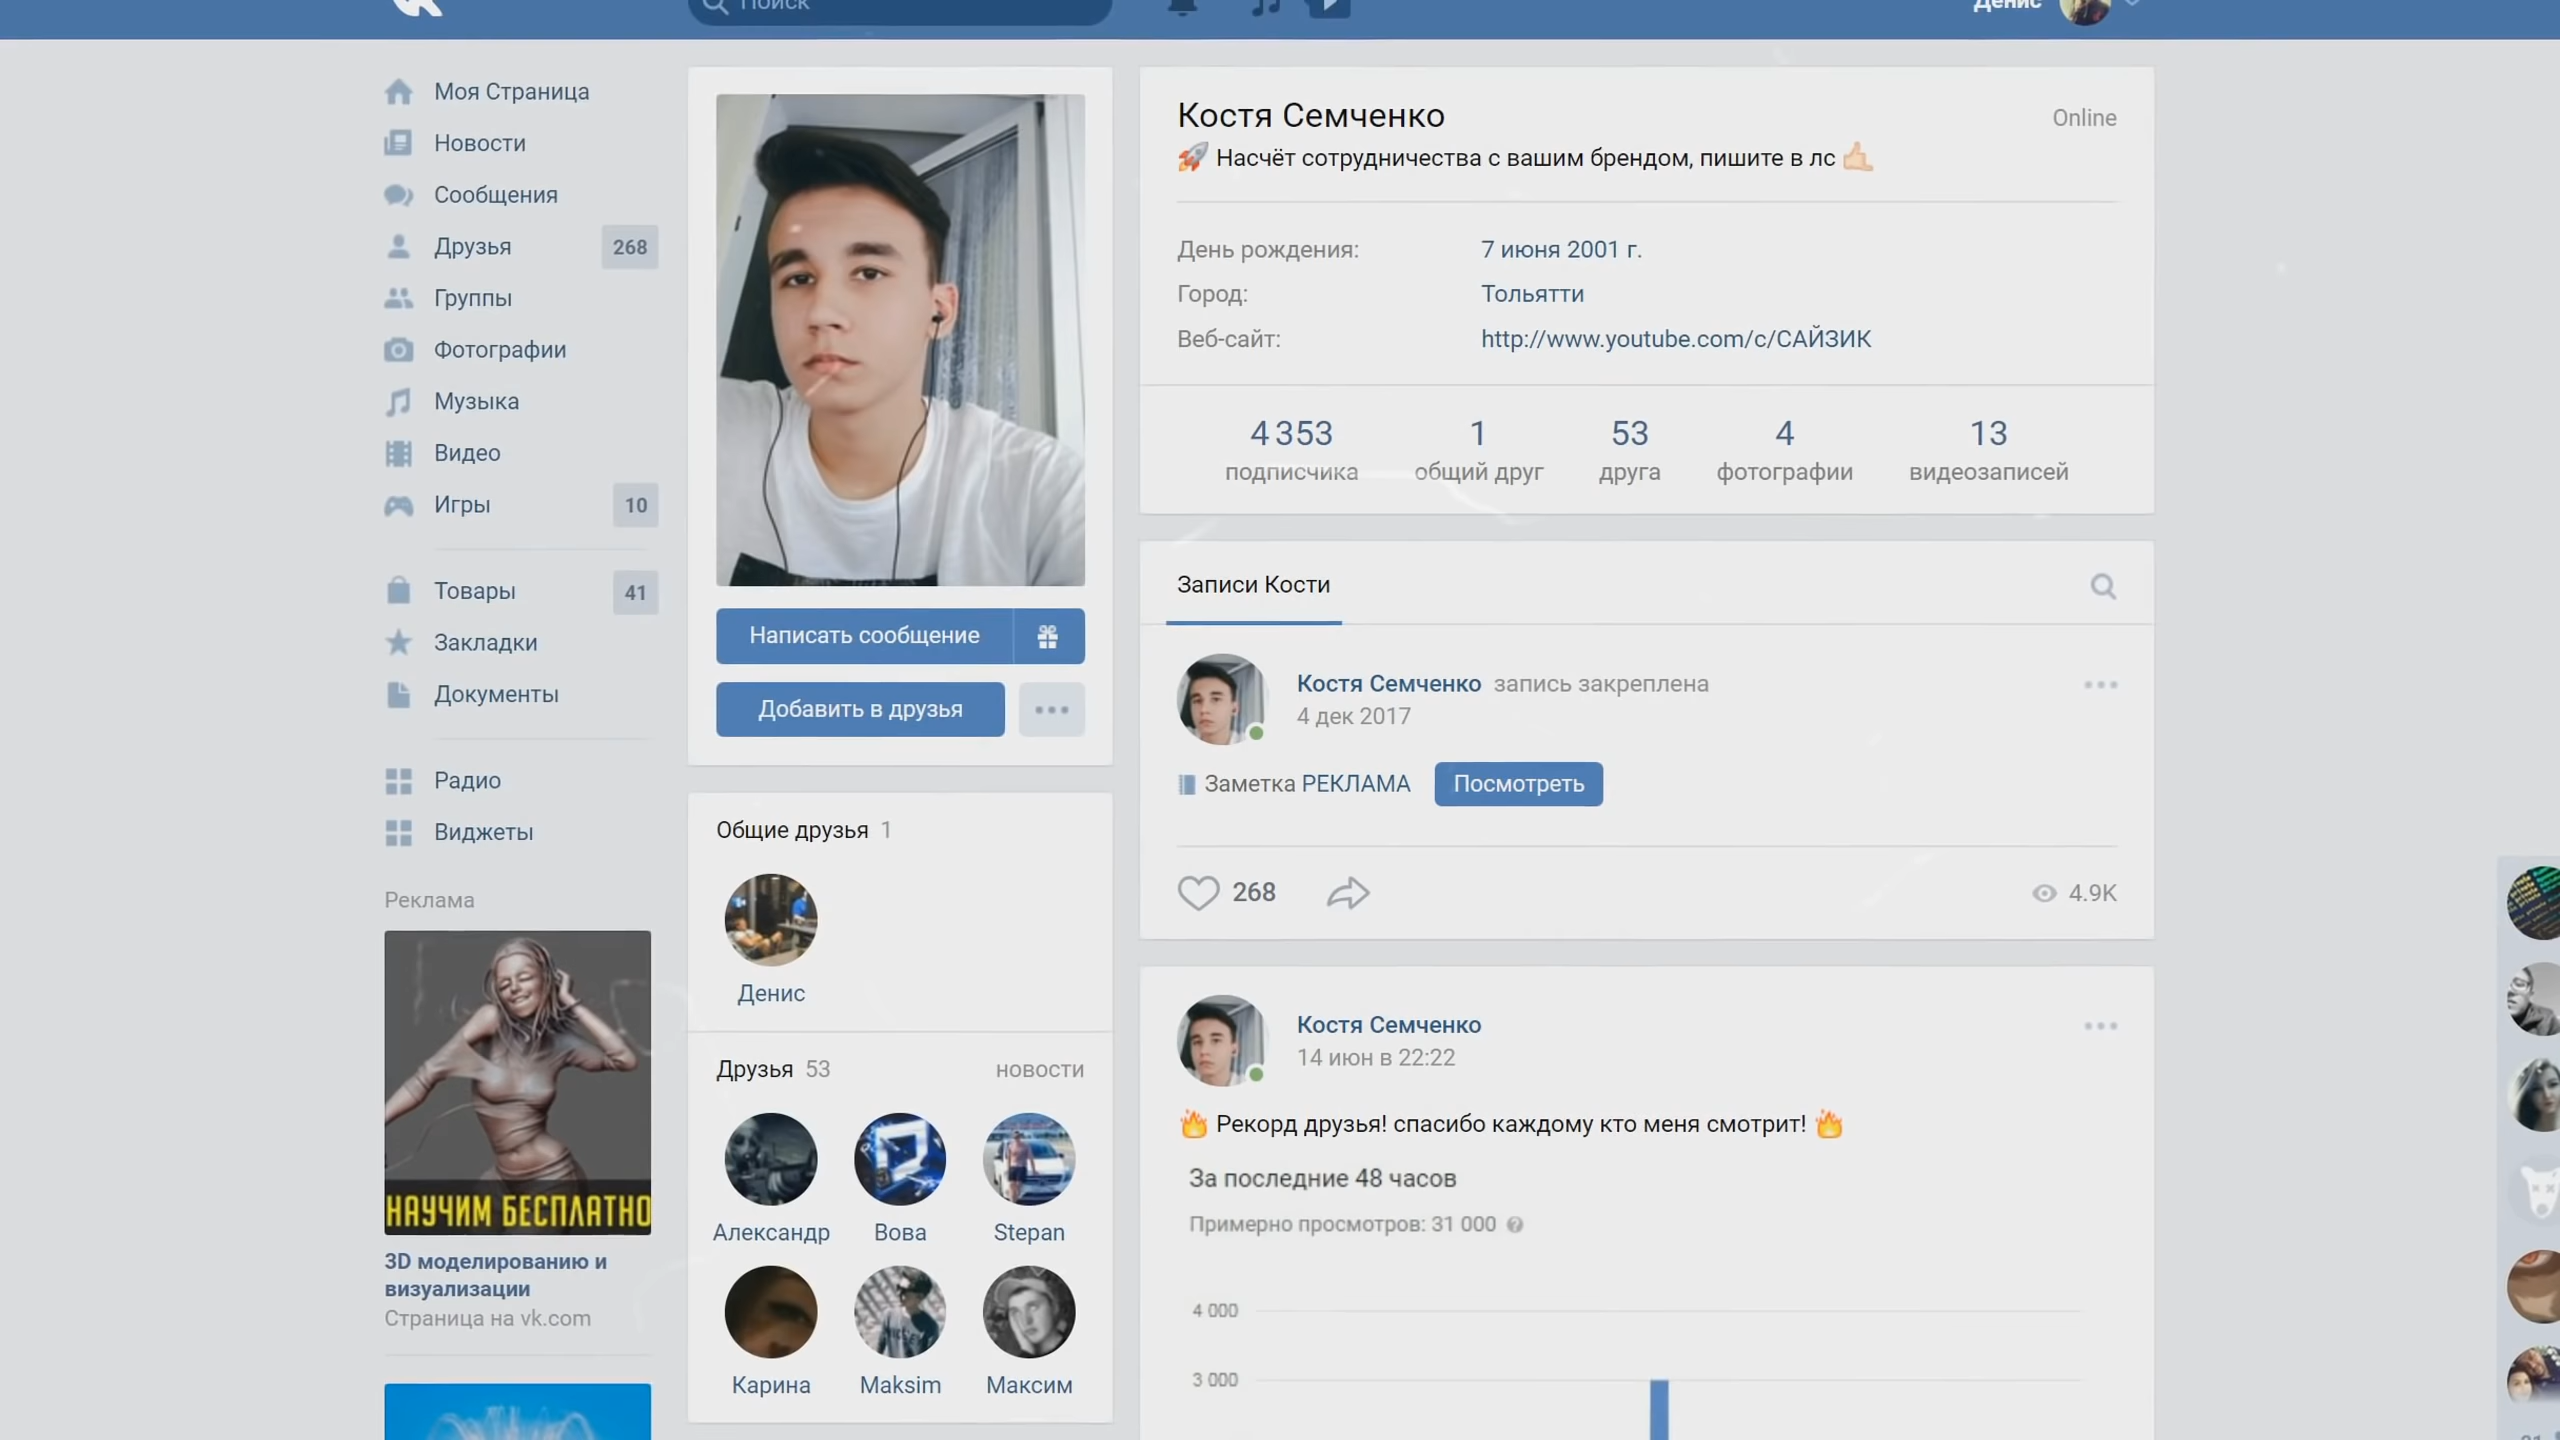 Поиск
Денис
Моя Страница
Новости
Сообщения
Друзья 268
Группы
Фотографии
Музыка
Видео
Игры 10
Товары 41
Закладки
Документы
Радио
Виджеты
Реклама
НАУЧИМ БЕСПЛАТНО
3D моделированию и
визуализации
Страница на vk.com
Написать сообщение
Добавить в друзья
Общие друзья 1
Денис
Друзья 53 новости
Александр Вова Stepan
Карина Maksim Максим
Костя Семченко Online
🚀 Насчёт сотрудничества с вашим брендом, пишите в лс 🤙
День рождения: 7 июня 2001 г.
Город: Тольятти
Веб-сайт: http://www.youtube.com/c/САЙЗИК
4 353 1 53 4 13
подписчика общий друг друга фотографии видеозаписей
Записи Кости
Костя Семченко запись закреплена
4 дек 2017
Заметка РЕКЛАМА Посмотреть
268 4.9K
Костя Семченко
14 июн в 22:22
🔥 Рекорд друзья! спасибо каждому кто меня смотрит! 🔥
За последние 48 часов
Примерно просмотров: 31 000
4 000
3 000